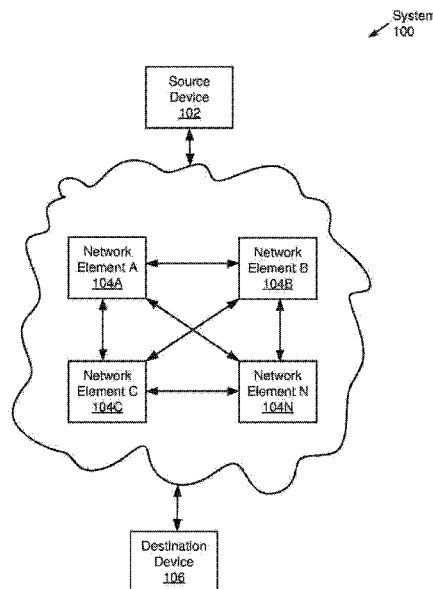 System
100
Source
Device
102
Network
Element A
104A
Network
Element B
104B
Network
Element C
104C
Network
Element N
104N
Destination
Device
106